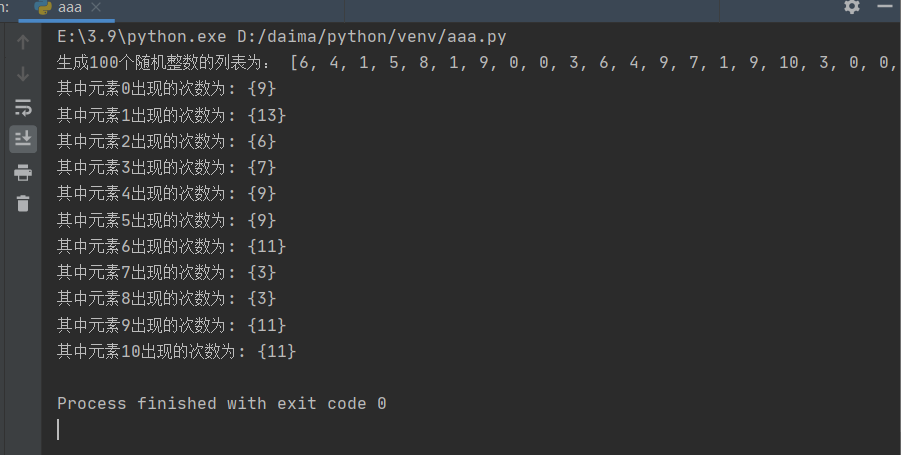 n:
aaa
E:\3.9\python.exe D:/daima/python/venv/aaa.py
生成100个随机整数的列表为： [6, 4, 1, 5, 8, 1, 9, 0, 0, 3, 6, 4, 9, 7, 1, 9, 10, 3, 0, 0,
其中元素0出现的次数为: {9}
其中元素1出现的次数为: {13}
其中元素2出现的次数为: {6}
其中元素3出现的次数为: {7}
其中元素4出现的次数为: {9}
其中元素5出现的次数为: {9}
其中元素6出现的次数为: {11}
其中元素7出现的次数为: {3}
其中元素8出现的次数为: {3}
其中元素9出现的次数为: {11}
其中元素10出现的次数为: {11}
Process finished with exit code 0